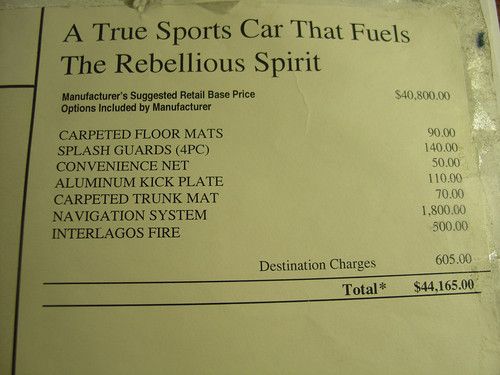 A True Sports Car That Fuels
The Rebellious Spirit
Manufacturer's Suggested Retail Base Price $40,800.00
Options Included by Manufacturer
CARPETED FLOOR MATS 90.00
SPLASH GUARDS (4PC) 140.00
CONVENIENCE NET 50.00
ALUMINUM KICK PLATE 110.00
CARPETED TRUNK MAT 70.00
NAVIGATION SYSTEM 1,800.00
INTERLAGOS FIRE 500.00
Destination Charges 605.00
Total* $44,165.00